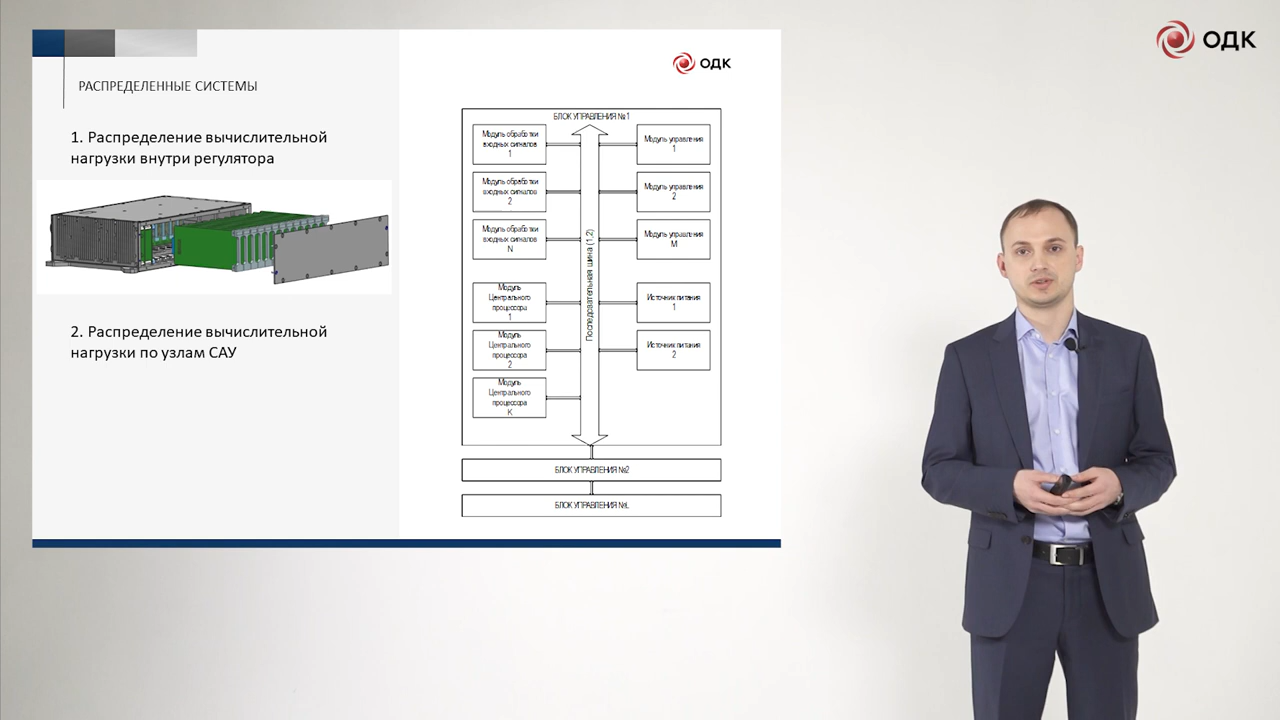 ОДК
РАСПРЕДЕЛЕННЫЕ СИСТЕМЫ
1. Распределение вычислительной
нагрузки внутри регулятора
2. Распределение вычислительной
нагрузки по узлам САУ
ОДК
БЛОК УПРАВЛЕНИЯ №1
Модуль обработки
входных сигналов
1
Модуль обработки
входных сигналов
2
Модуль обработки
входных сигналов
N
Модуль
Центрального
процессора
1
Модуль
Центрального
процессора
2
Модуль
Центрального
процессора
K
Последовательная шина (1,2)
Модуль управления
1
Модуль управления
2
Модуль управления
M
Источник питания
1
Источник питания
2
БЛОК УПРАВЛЕНИЯ №2
БЛОК УПРАВЛЕНИЯ №L